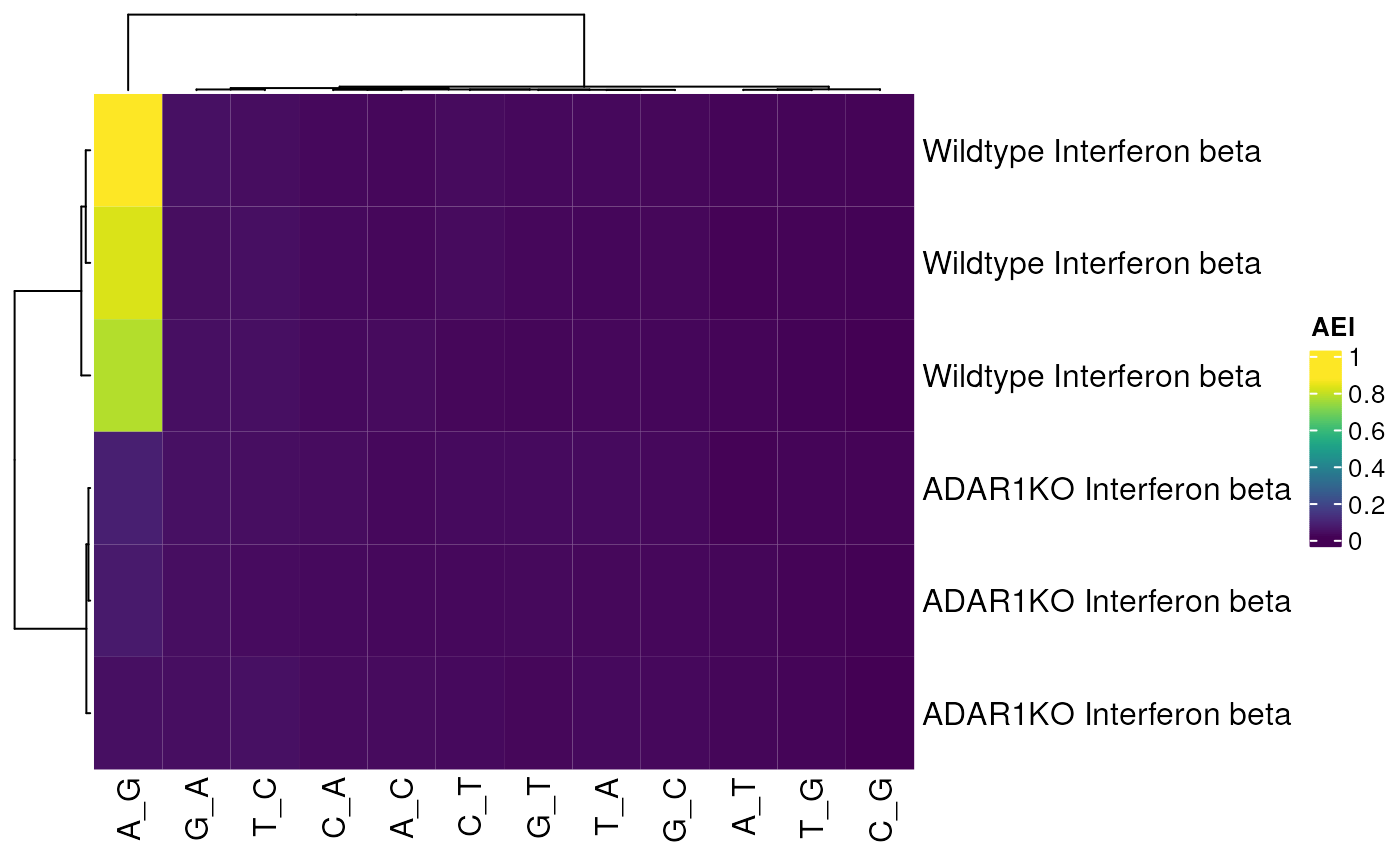 Wildtype Interferon beta
Wildtype Interferon beta
Wildtype Interferon beta
ADAR1KO Interferon beta
ADAR1KO Interferon beta
ADAR1KO Interferon beta
AEI
1
0.8
0.6
0.4
0.2
0
A_G
G_A
T_C
C_A
A_C
C_T
G_T
T_A
G_C
A_T
T_G
C_G